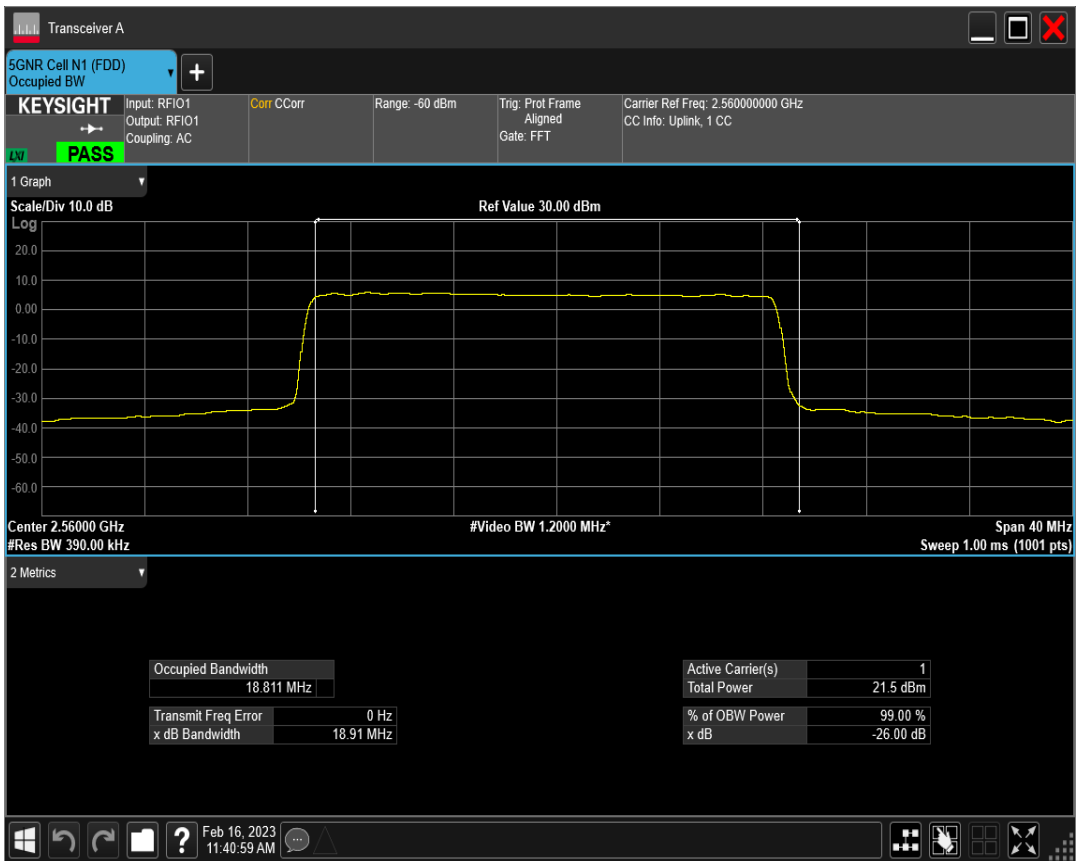 Transceiver A
5GNR Cell N1 (FDD)
Occupied BW
+
KEYSIGHT
LXI
PASS
Input: RFIO1
Output: RFIO1
Coupling: AC
Corr CCorr
Range: -60 dBm
Trig: Prot Frame
Aligned
Gate: FFT
Carrier Ref Freq: 2.560000000 GHz
CC Info: Uplink, 1 CC
1 Graph
Scale/Div 10.0 dB
Ref Value 30.00 dBm
Log
20.0
10.0
0.00
-10.0
-20.0
-30.0
-40.0
-50.0
-60.0
Center 2.56000 GHz
#Video BW 1.2000 MHz*
Span 40 MHz
#Res BW 390.00 kHz
Sweep 1.00 ms (1001 pts)
2 Metrics
Occupied Bandwidth
18.811 MHz
Transmit Freq Error 0 Hz
x dB Bandwidth 18.91 MHz
Active Carrier(s) 1
Total Power 21.5 dBm
% of OBW Power 99.00 %
x dB -26.00 dB
?
Feb 16, 2023
11:40:59 AM